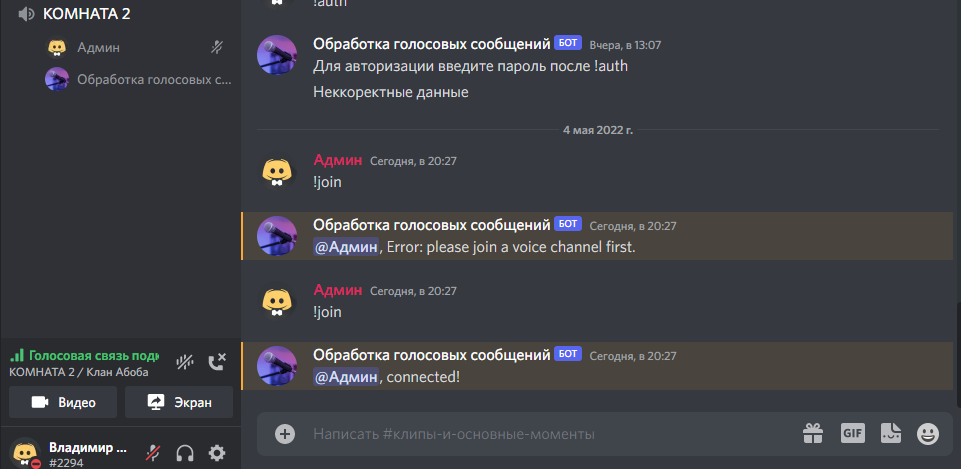 КОМНАТА 2
Админ
Обработка голосовых с...
Голосовая связь подк
КОМНАТА 2 / Клан Абоба
Видео
Экран
Владимир ...
#2294
!auth
Обработка голосовых сообщений БОТ Вчера, в 13:07
Для авторизации введите пароль после !auth
Неккоректные данные
4 мая 2022 г.
Админ Сегодня, в 20:27
!join
Обработка голосовых сообщений БОТ Сегодня, в 20:27
@Админ, Error: please join a voice channel first.
Админ Сегодня, в 20:27
!join
Обработка голосовых сообщений БОТ Сегодня, в 20:27
@Админ, connected!
Написать #клипы-и-основные-моменты
GIF